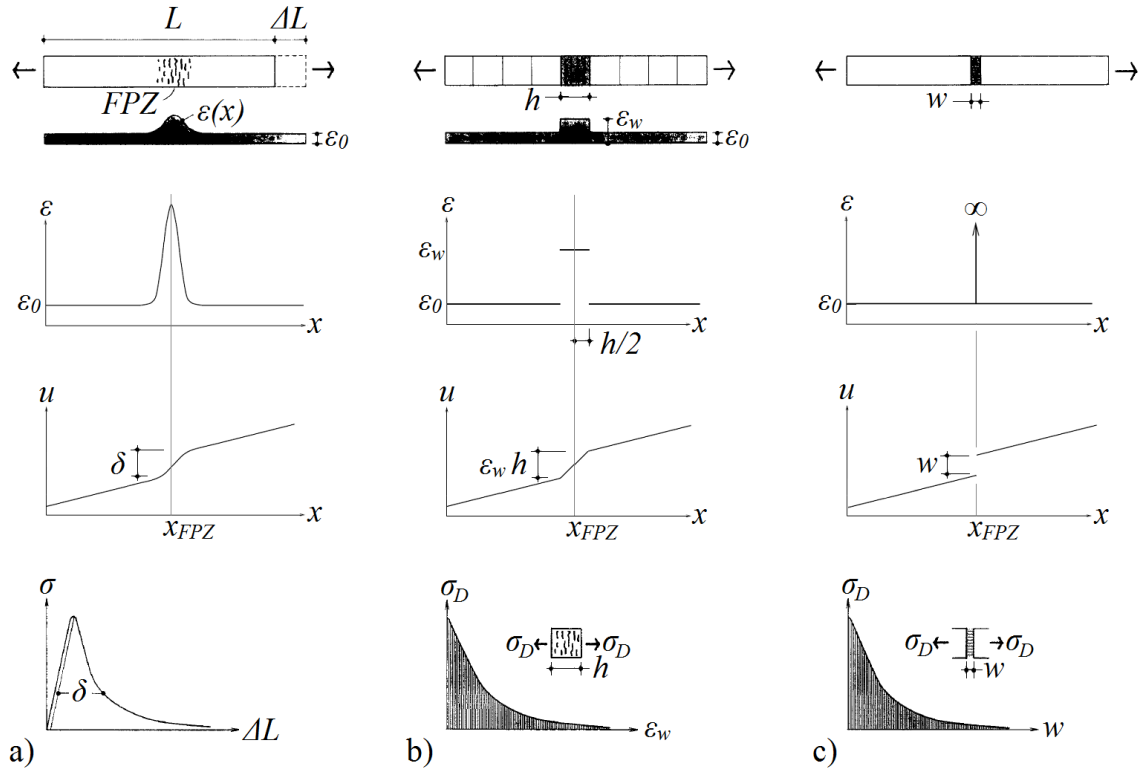 L ΔL
FPZ ε(x)
ε0
ε
ε0
x
u
δ
x
xFPZ
σ
δ
ΔL
a)
h
εw
ε0
ε
εw
ε0
x
h/2
u
εw h
x
xFPZ
σD
σD σD
h
εw
b)
w
ε
∞
ε0
x
u
w
x
xFPZ
σD
σD σD
w
w
c)